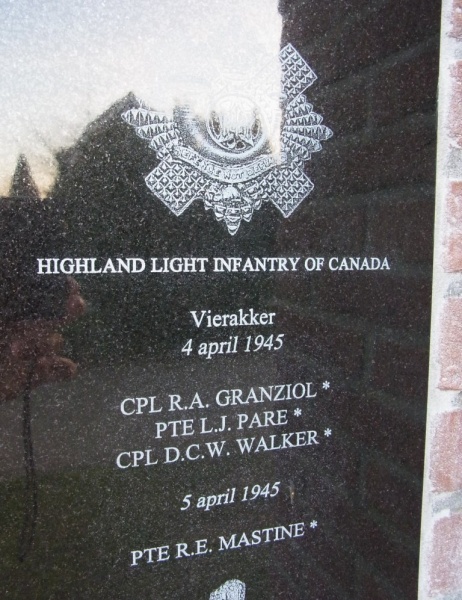 HIGHLAND LIGHT INFANTRY OF CANADA
Vierakker
4 april 1945
CPL R.A. GRANZIOL *
PTE L.J. PARE *
CPL D.C.W. WALKER *
5 april 1945
PTE R.E. MASTINE *